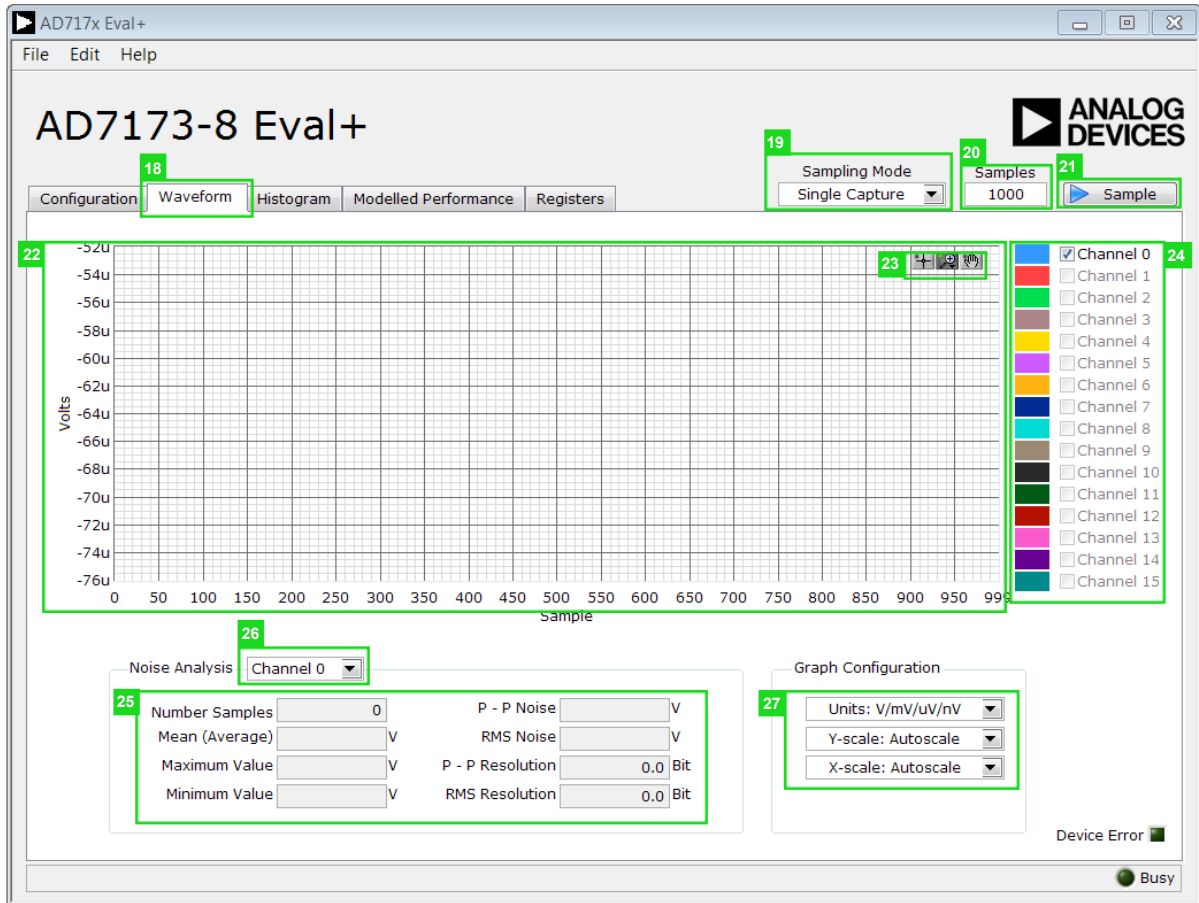 AD717x Eval+
File Edit Help
AD7173-8 Eval+
ANALOG
DEVICES
19
20
21
18
Sampling Mode
Samples
Single Capture
1000
Sample
Configuration
Waveform
Histogram
Modelled Performance
Registers
22
23
24
-52u
-54u
-56u
-58u
-60u
-62u
-64u
-66u
-68u
-70u
-72u
-74u
-76u
Volts
0 50 100 150 200 250 300 350 400 450 500 550 600 650 700 750 800 850 900 950 999
Sample
Channel 0
Channel 1
Channel 2
Channel 3
Channel 4
Channel 5
Channel 6
Channel 7
Channel 8
Channel 9
Channel 10
Channel 11
Channel 12
Channel 13
Channel 14
Channel 15
26
Noise Analysis
Channel 0
25
Number Samples 0
Mean (Average) V
Maximum Value V
Minimum Value V
P - P Noise V
RMS Noise V
P - P Resolution 0.0 Bit
RMS Resolution 0.0 Bit
Graph Configuration
27
Units: V/mV/uV/nV
Y-scale: Autoscale
X-scale: Autoscale
Device Error
Busy